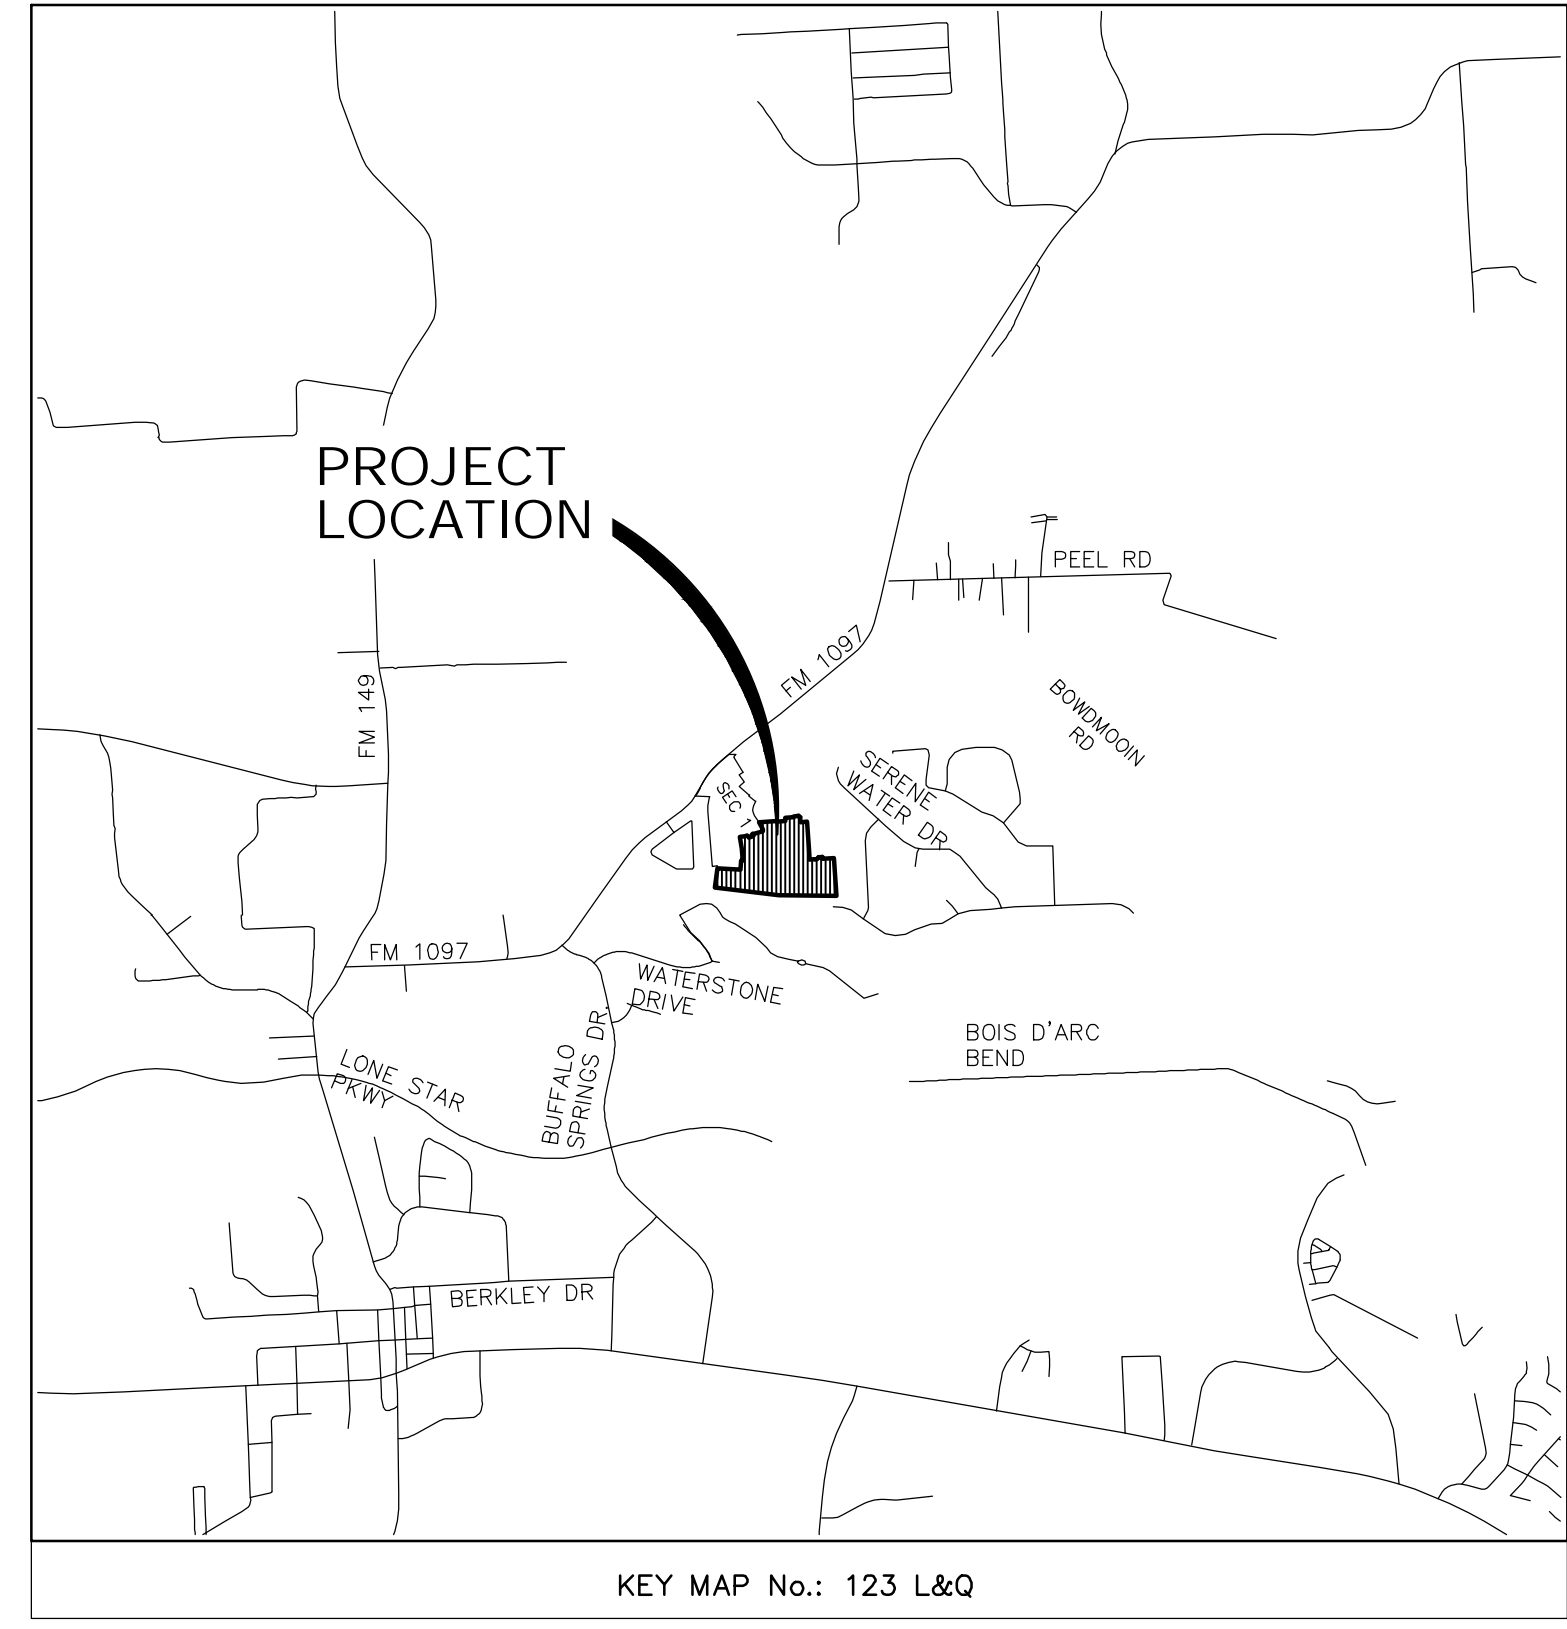 PROJECT
LOCATION
PEEL RD
FM 1097
FM 149
BOWDMOOIN
RD
SERENE
WATER DR
SEC 1
FM 1097
WATERSTONE
DRIVE
BUFFALO
SPRINGS DR.
BOIS D'ARC
BEND
LONE STAR
PKWY
BERKLEY DR
KEY MAP No.: 123 L&Q